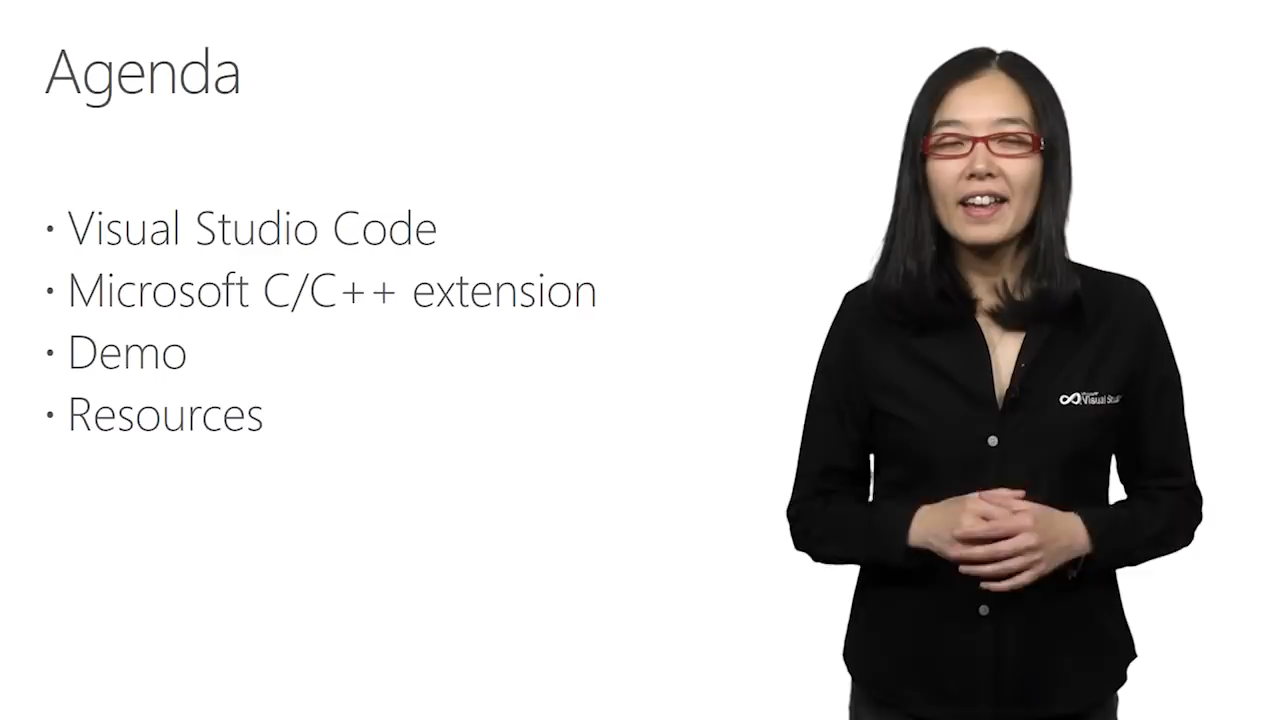 Agenda
• Visual Studio Code
• Microsoft C/C++ extension
• Demo
• Resources
Visual Studio